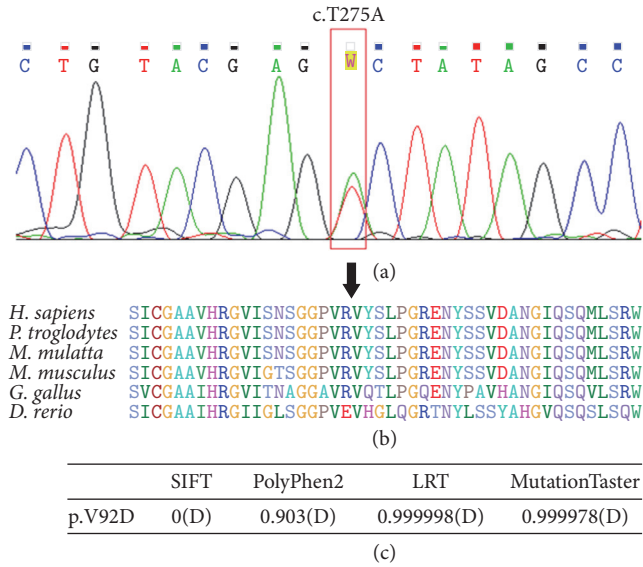 c.T275A
C T G T A C G A G W C T A T A G C C
(a)
H. sapiens SICGAAVHRGVISNSGGPVRVYSLPGRENYSSVDANGIQSQMLSRW
P. troglodytes SICGAAVHRGVISNSGGPVRVYSLPGRENYSSVDANGIQSQMLSRW
M. mulatta SICGAAVHRGVISNSGGPVRVYSLPGRENYSSVDANGIQSQMLSRW
M. musculus SICGAAVHRGVIGTSGGPVRVYSLPGRENYSSVDANGIQSQMLSRW
G. gallus SVCGAAIHRGVITNAGGAVRVQTLPGQENYPAVHANGIQSQVLSRW
D. rerio SICGAAIHRGIIGLSGGPVEVHGLQGRTNYLSSYAHGVQSQSLSQW
(b)
SIFT PolyPhen2 LRT MutationTaster
p.V92D 0(D) 0.903(D) 0.999998(D) 0.999978(D)
(c)